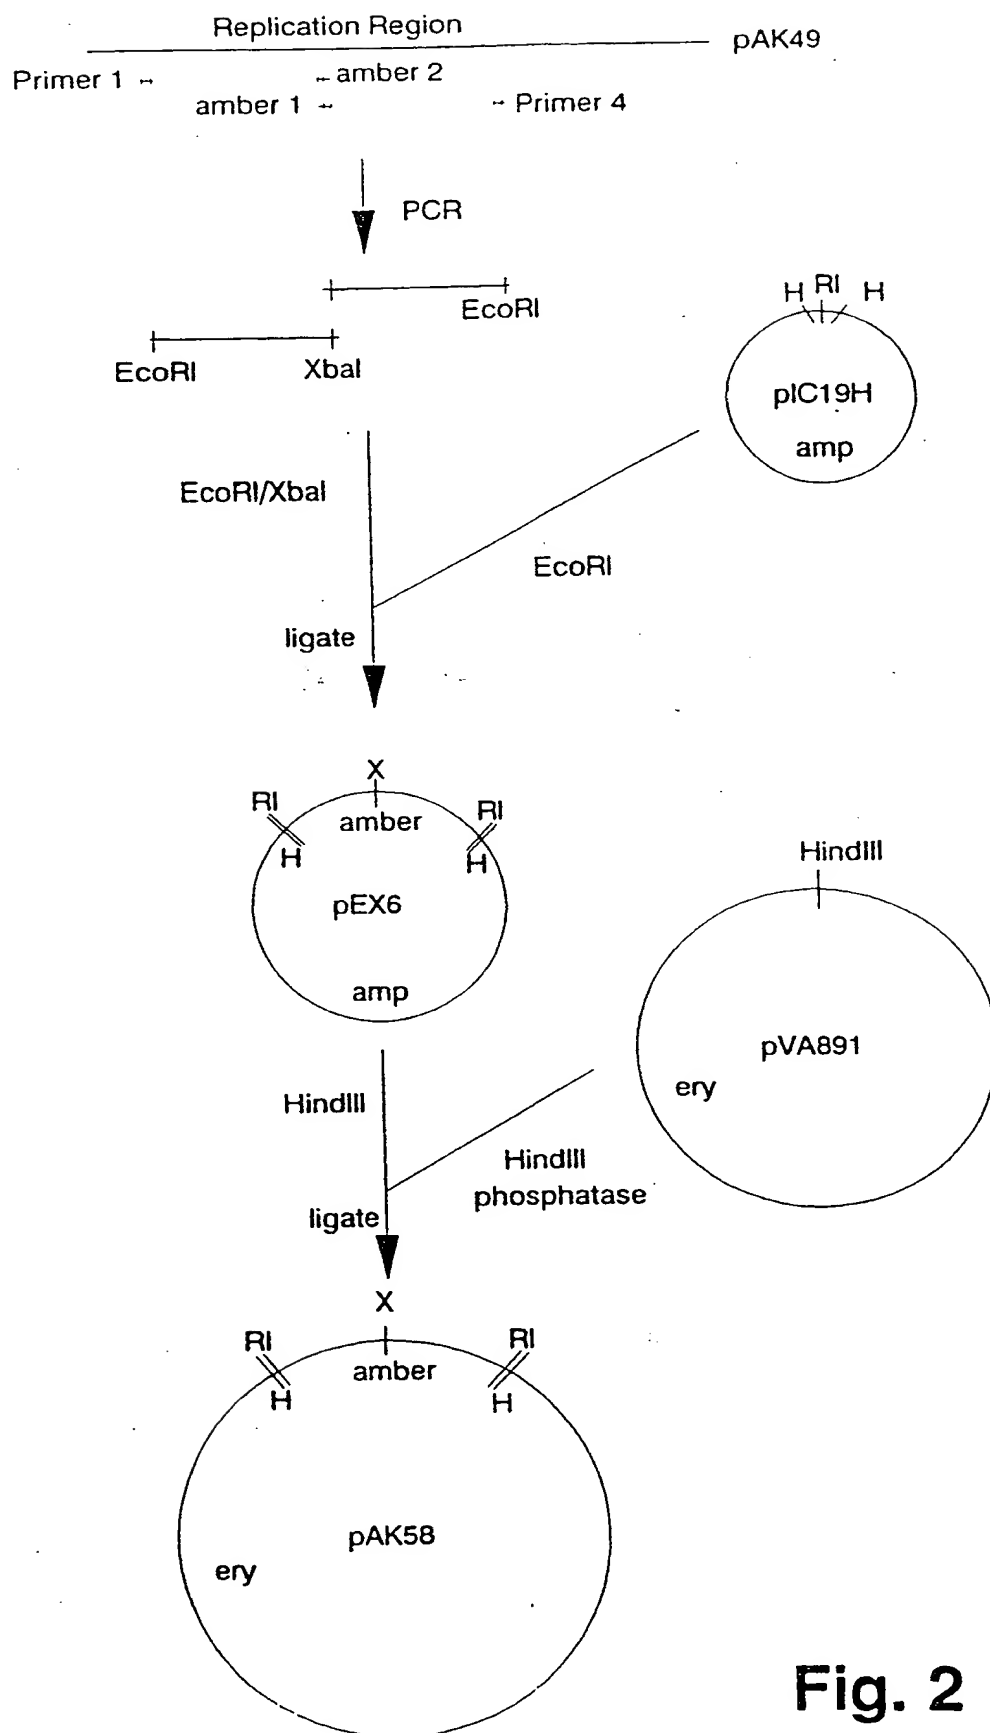 Replication Region
pAK49
Primer 1
amber 2
amber 1
Primer 4
PCR
EcoRI
EcoRI
XbaI
H RI H
pIC19H
amp
EcoRI/XbaI
EcoRI
ligate
X
RI
RI
amber
H
H
pEX6
amp
HindIII
pVA891
ery
HindIII
HindIII
phosphatase
ligate
X
RI
RI
amber
H
H
pAK58
ery
Fig. 2